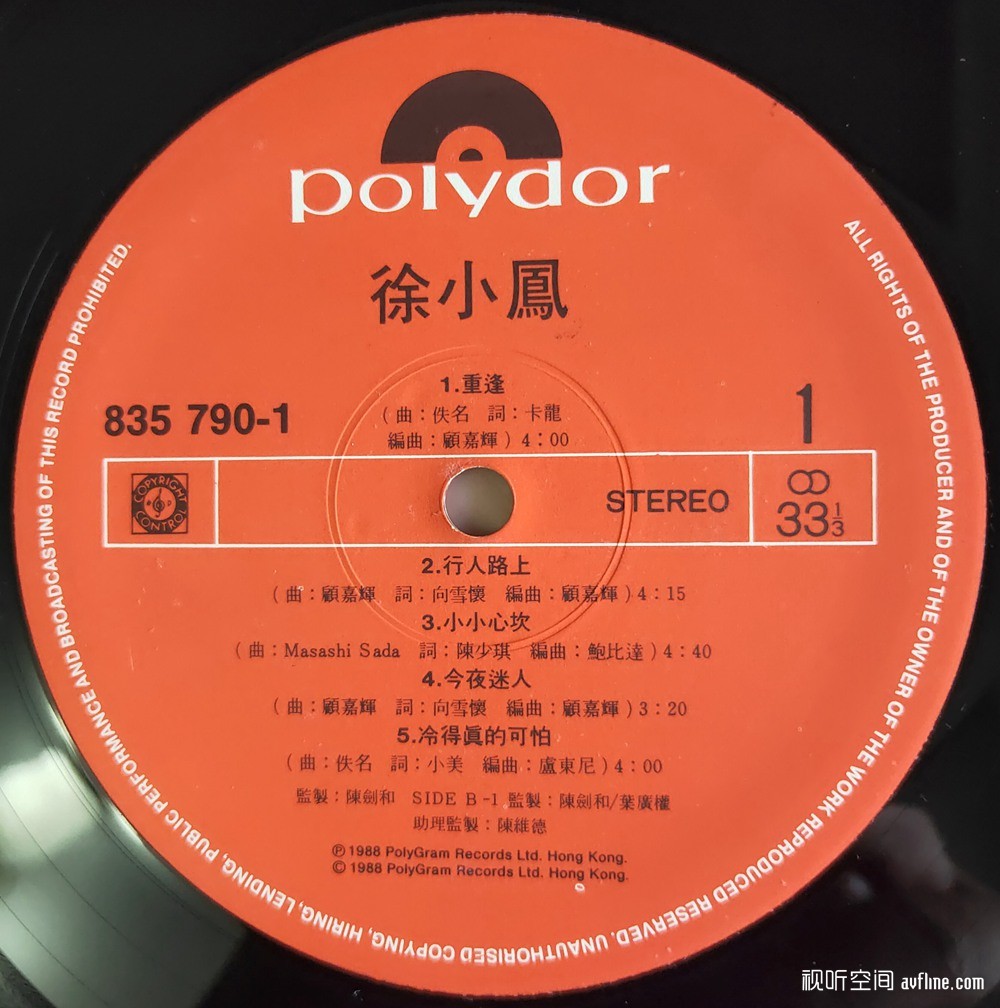 polydor
徐小鳳
1.重逢
(曲：佚名 詞：卡龍
編曲：顧嘉輝) 4：00
835 790-1
1
COPYRIGHT CONTROL
STEREO
33⅓
2.行人路上
(曲：顧嘉輝 詞：向雪懷 編曲：顧嘉輝) 4：15
3.小小心坎
(曲：Masashi Sada 詞：陳少琪 編曲：鮑比達) 4：40
4.今夜迷人
(曲：顧嘉輝 詞：向雪懷 編曲：顧嘉輝) 3：20
5.冷得眞的可怕
(曲：佚名 詞：小美 編曲：盧東尼) 4：00
監製：陳劍和 SIDE B-1 監製：陳劍和/葉廣權
助理監製：陳維德
Ⓟ 1988 PolyGram Records Ltd. Hong Kong.
© 1988 PolyGram Records Ltd. Hong Kong.
ALL RIGHTS OF THE PRODUCER AND OF THE OWNER OF THE WORK REPRODUCED RESERVED. UNAUTHORISED COPYING, HIRING, LENDING, PUBLIC PERFORMANCE AND BROADCASTING OF THIS RECORD PROHIBITED.
视听空间 avfline.com